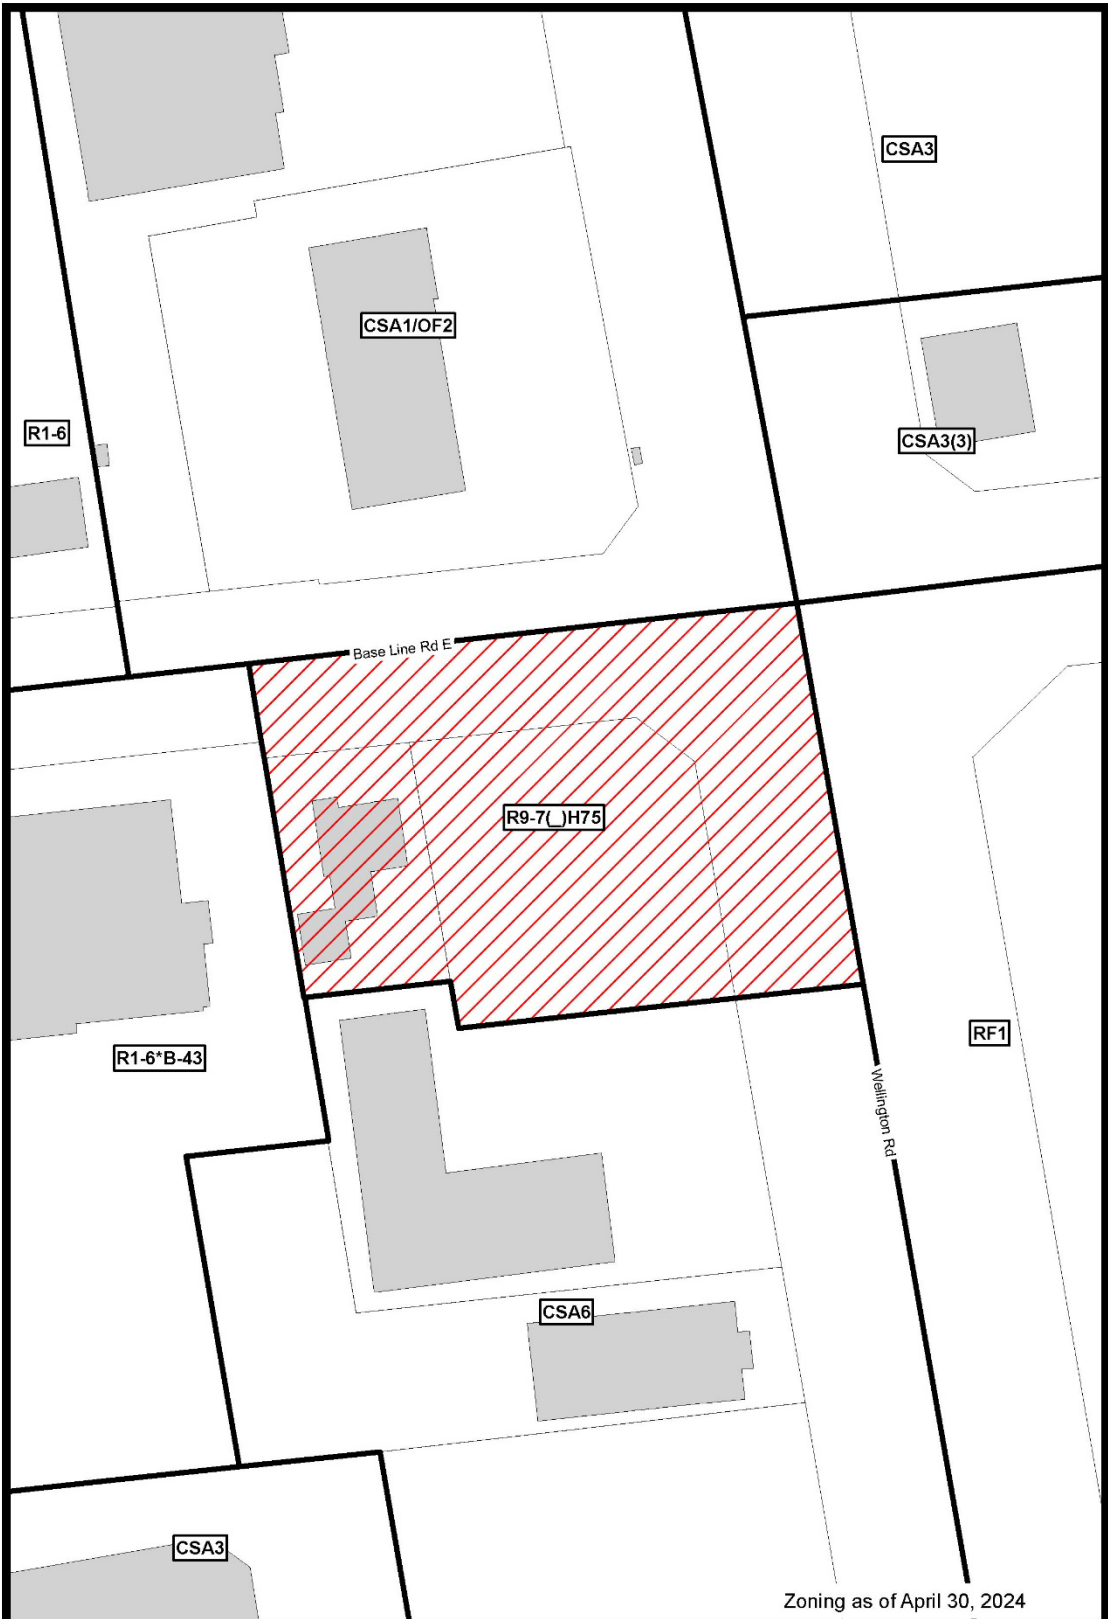 CSA3
CSA1/OF2
R1-6
CSA3(3)
Base Line Rd E
R9-7(_)H75
RF1
R1-6*B-43
Wellington Rd
CSA6
CSA3
Zoning as of April 30, 2024